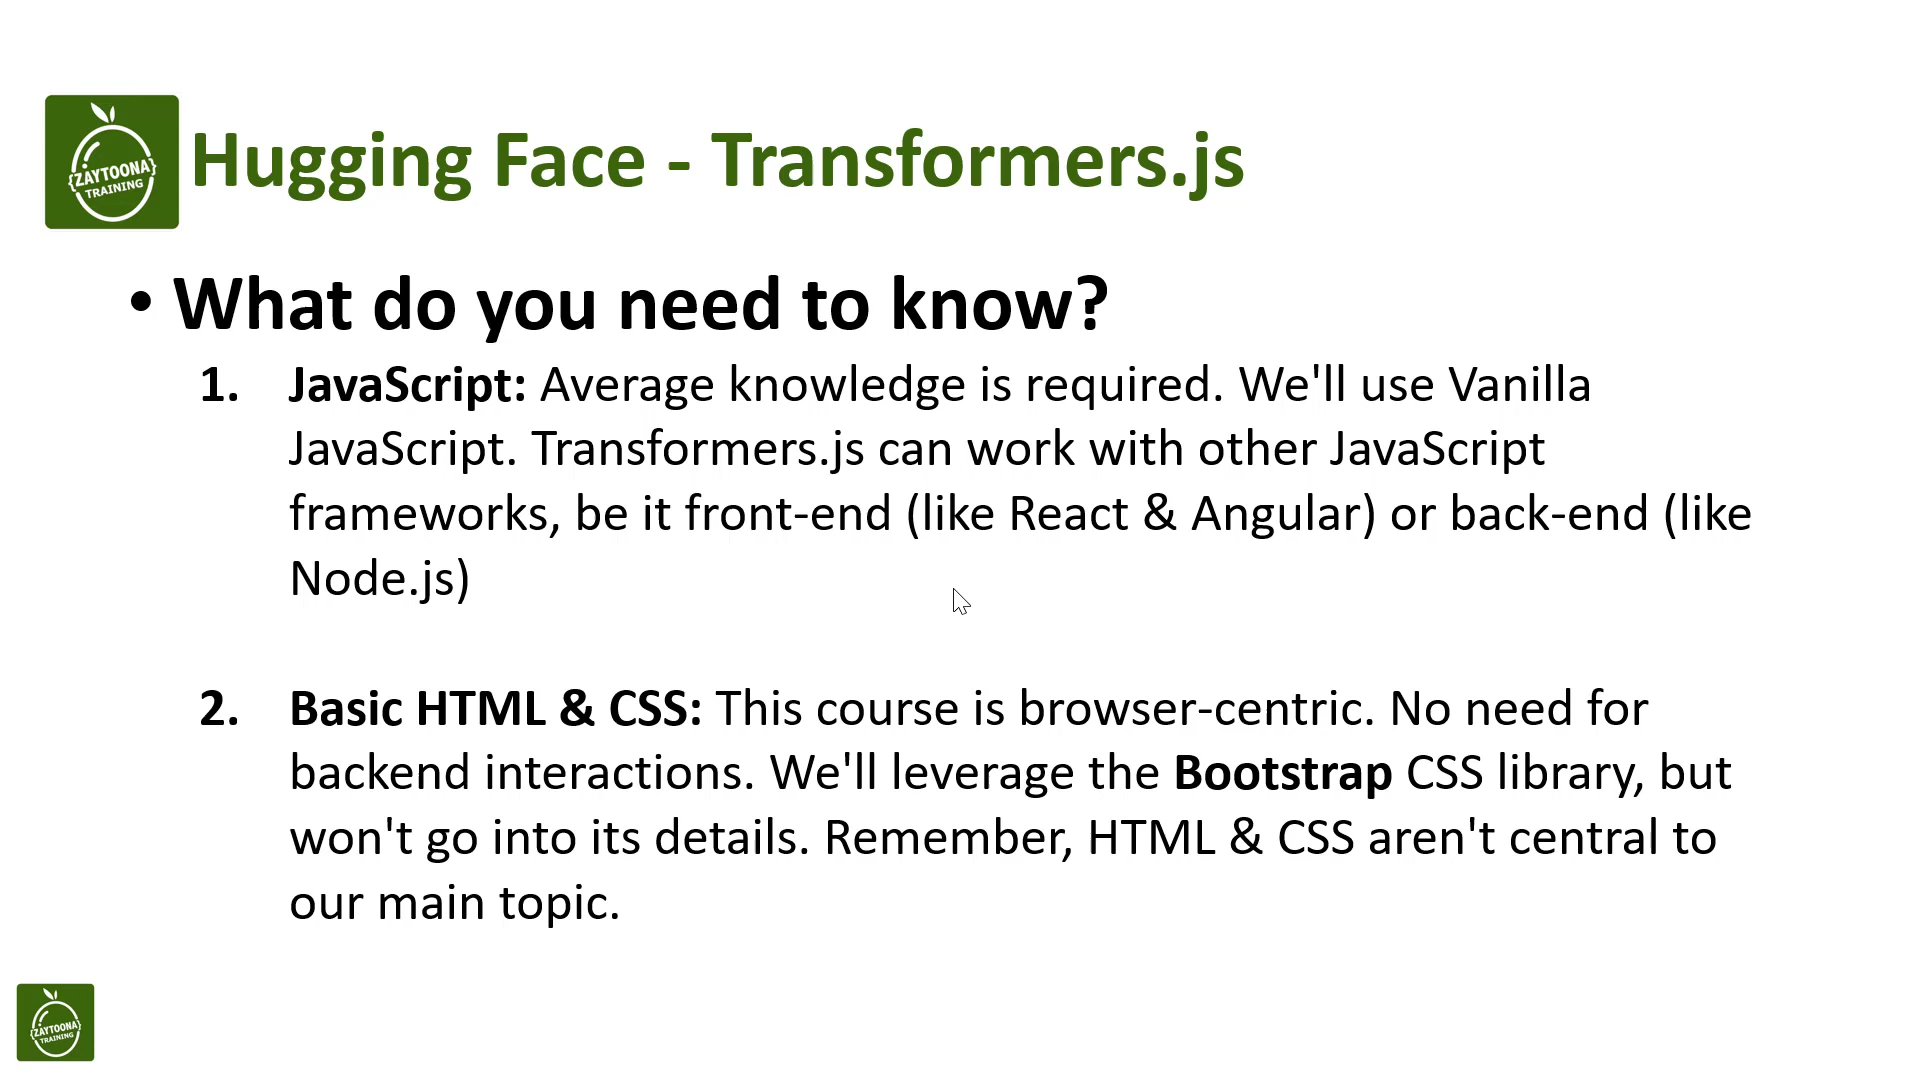 {ZAYTOONA}
TRAINING
Hugging Face - Transformers.js
• What do you need to know?
1. JavaScript: Average knowledge is required. We'll use Vanilla
JavaScript. Transformers.js can work with other JavaScript
frameworks, be it front-end (like React & Angular) or back-end (like
Node.js)
2. Basic HTML & CSS: This course is browser-centric. No need for
backend interactions. We'll leverage the Bootstrap CSS library, but
won't go into its details. Remember, HTML & CSS aren't central to
our main topic.
{ZAYTOONA}
TRAINING